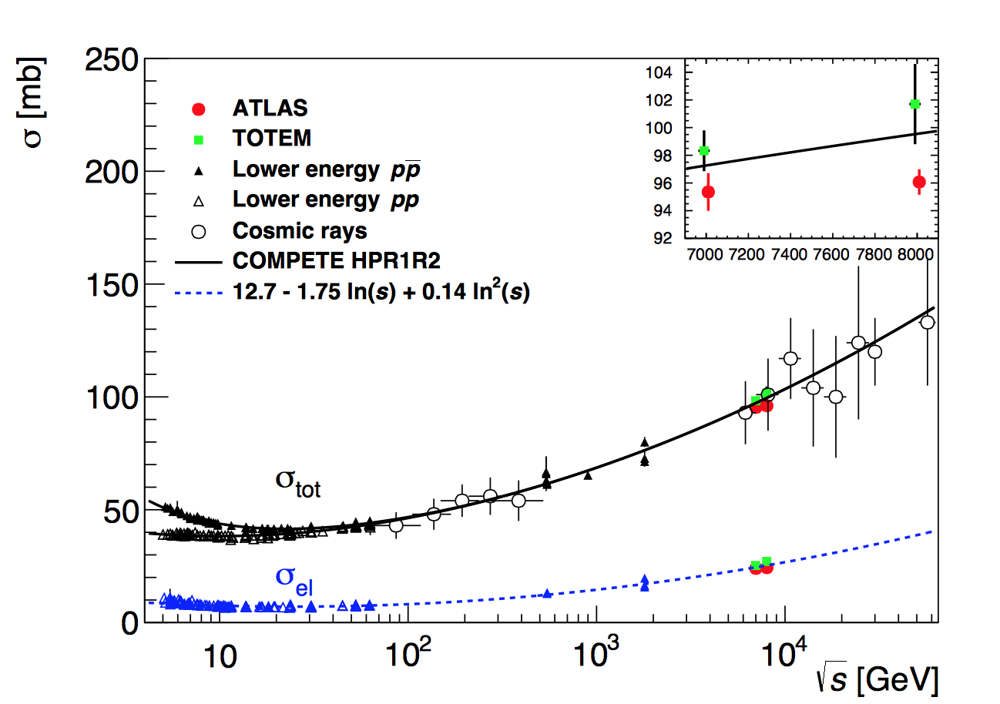 σ [mb]
250
200
150
100
50
0
ATLAS
TOTEM
Lower energy pp̅
Lower energy pp
Cosmic rays
COMPETE HPR1R2
12.7 - 1.75 ln(s) + 0.14 ln²(s)
104
102
100
98
96
94
92
7000 7200 7400 7600 7800 8000
σtot
σel
10 10² 10³ 10⁴
√s [GeV]